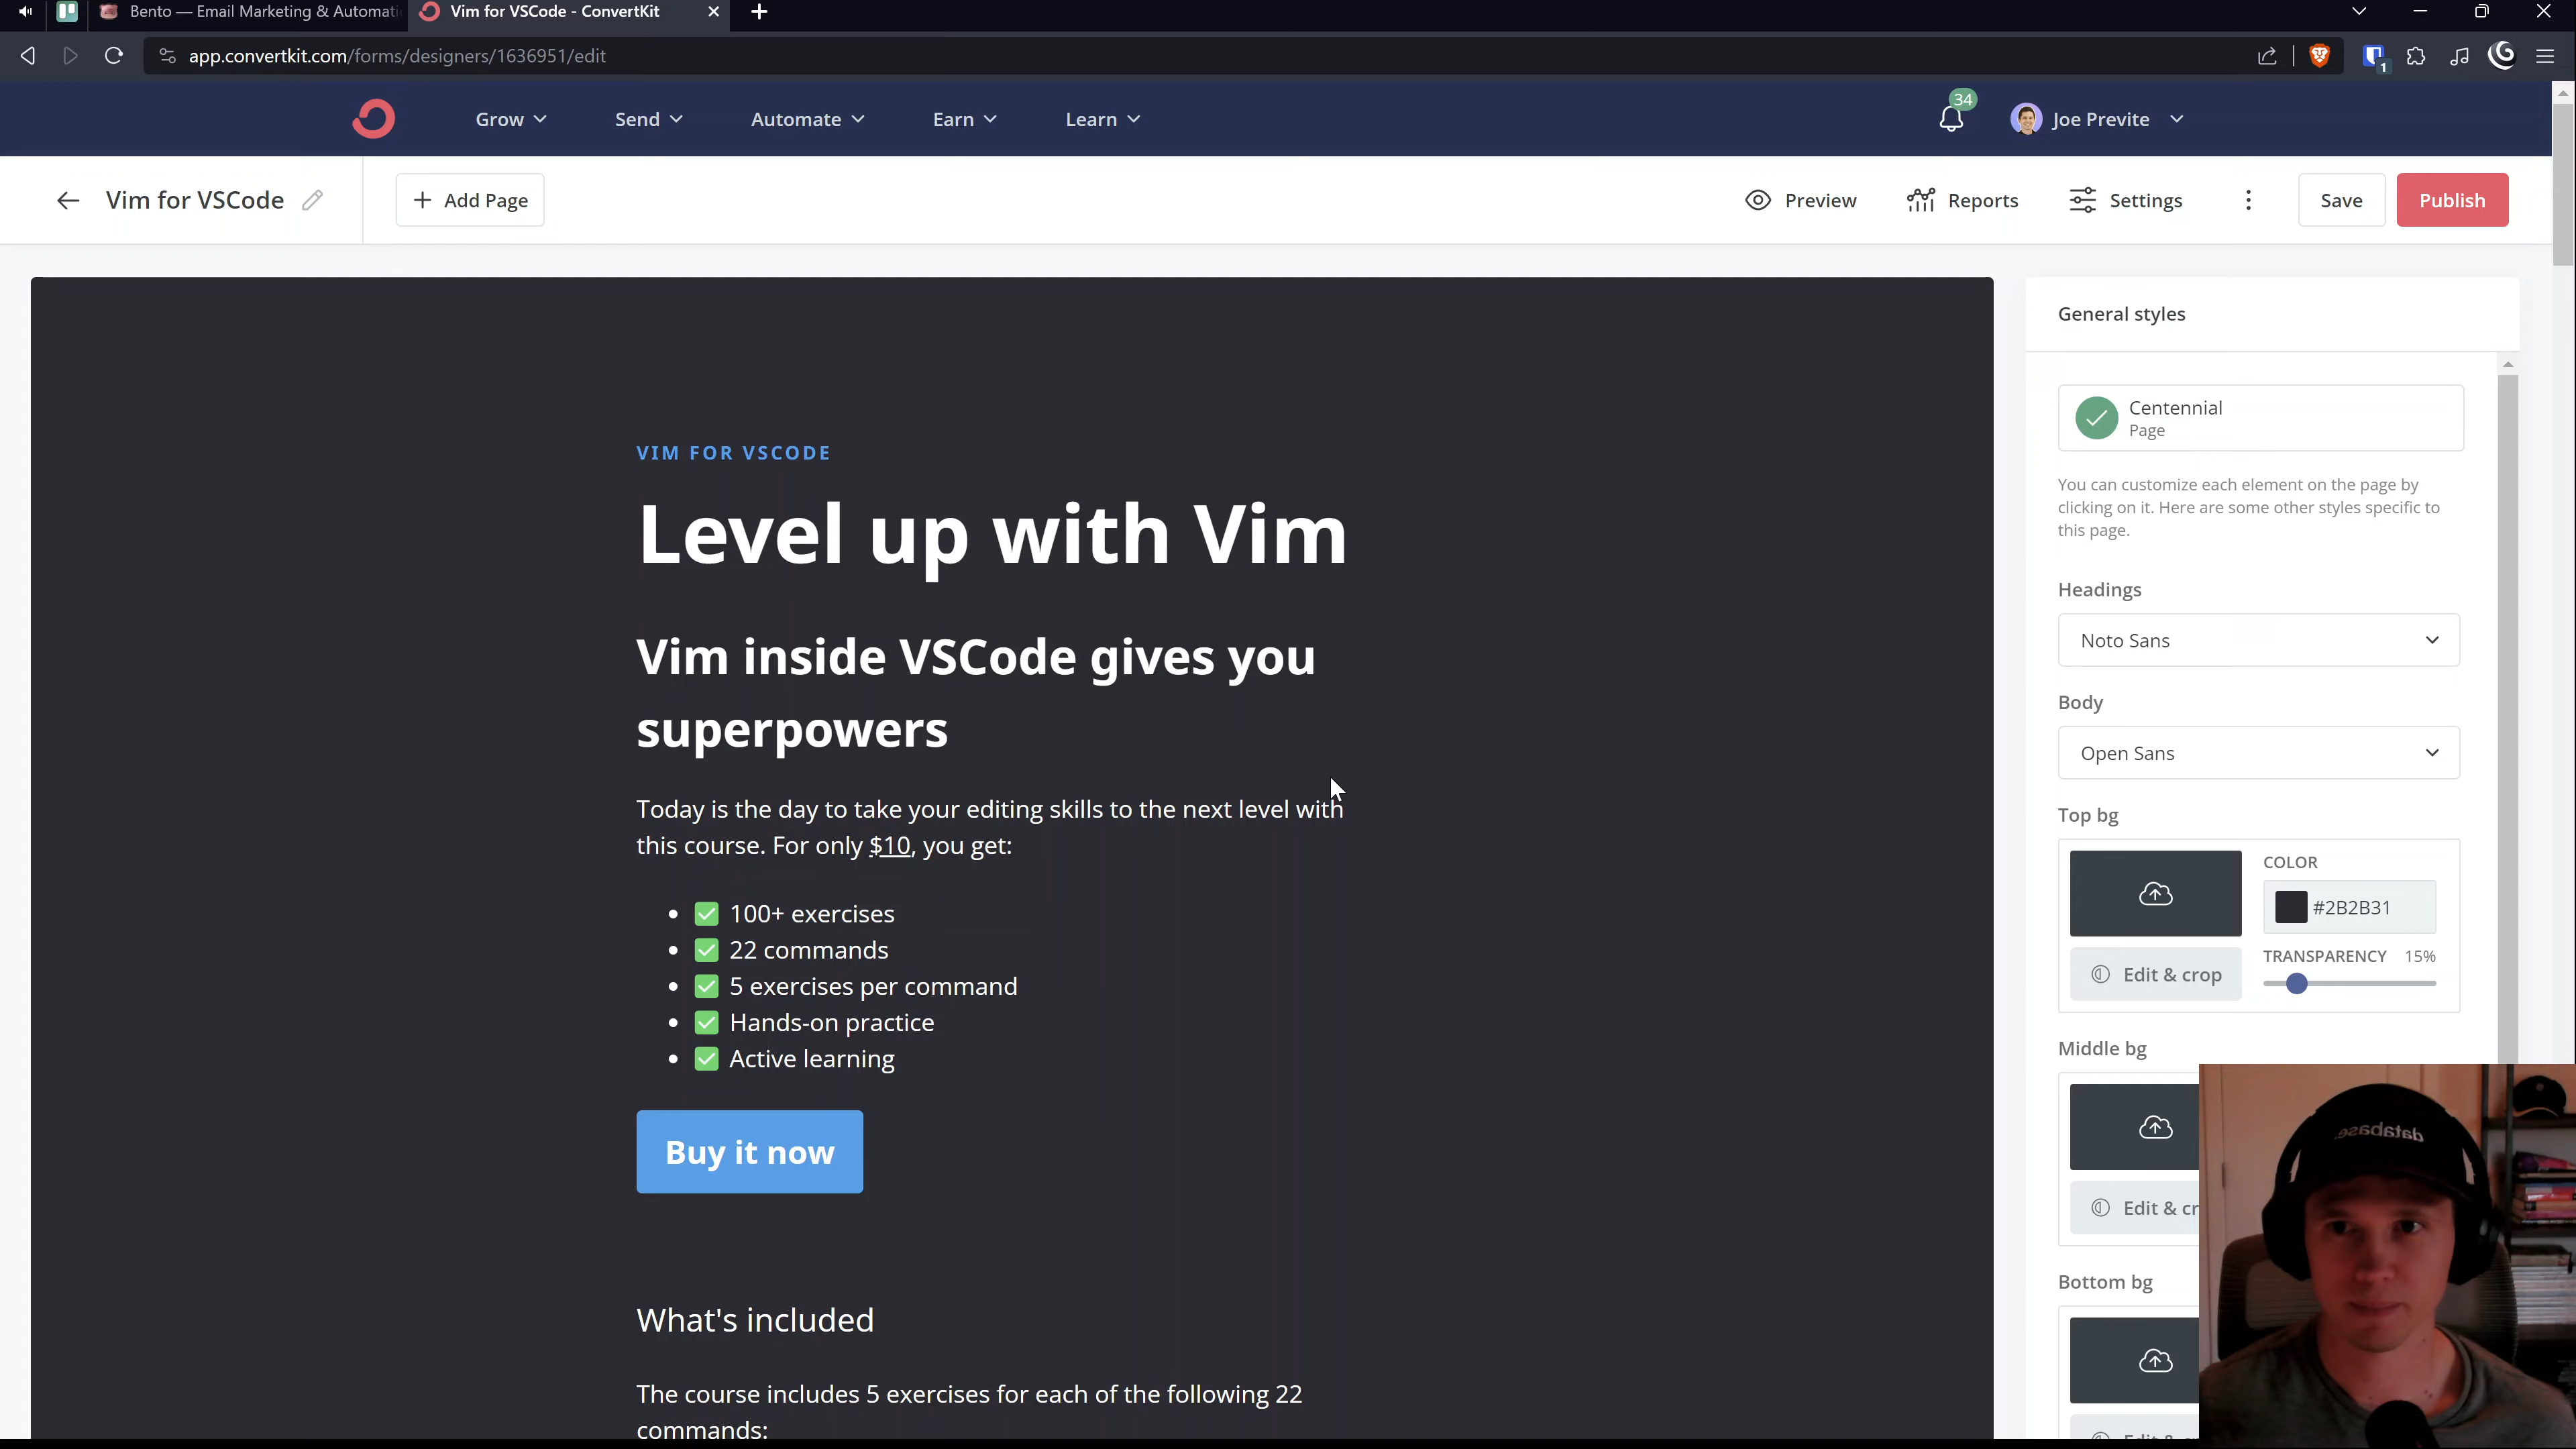 Bento — Email Marketing & Automati
Vim for VSCode - ConvertKit
app.convertkit.com/forms/designers/1636951/edit
1
Grow
Send
Automate
Earn
Learn
34
Joe Previte
Vim for VSCode
Add Page
Preview
Reports
Settings
Save
Publish
VIM FOR VSCODE
Level up with Vim
Vim inside VSCode gives you
superpowers
Today is the day to take your editing skills to the next level with
this course. For only $10, you get:
• ✅ 100+ exercises
• ✅ 22 commands
• ✅ 5 exercises per command
• ✅ Hands-on practice
• ✅ Active learning
Buy it now
What's included
The course includes 5 exercises for each of the following 22
commands:
General styles
Centennial
Page
You can customize each element on the page by
clicking on it. Here are some other styles specific to
this page.
Headings
Noto Sans
Body
Open Sans
Top bg
COLOR
#2B2B31
Edit & crop
TRANSPARENCY 15%
Middle bg
Edit & cr
Bottom bg
database.